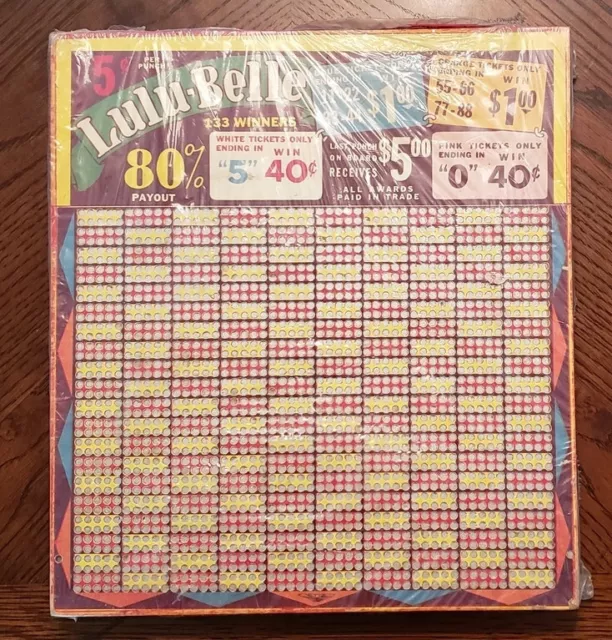 5¢ PER PUNCH
Lulu-Belle
133 WINNERS
80% PAYOUT
22
$1.00
ORANGE TICKETS ONLY
ENDING IN WIN
55-66
77-88 $1.00
WHITE TICKETS ONLY
ENDING IN WIN
"5" 40¢
LAST PUNCH
ON BOARD
RECEIVES
$5.00
ALL AWARDS
PAID IN TRADE
PINK TICKETS ONLY
ENDING IN WIN
"0" 40¢